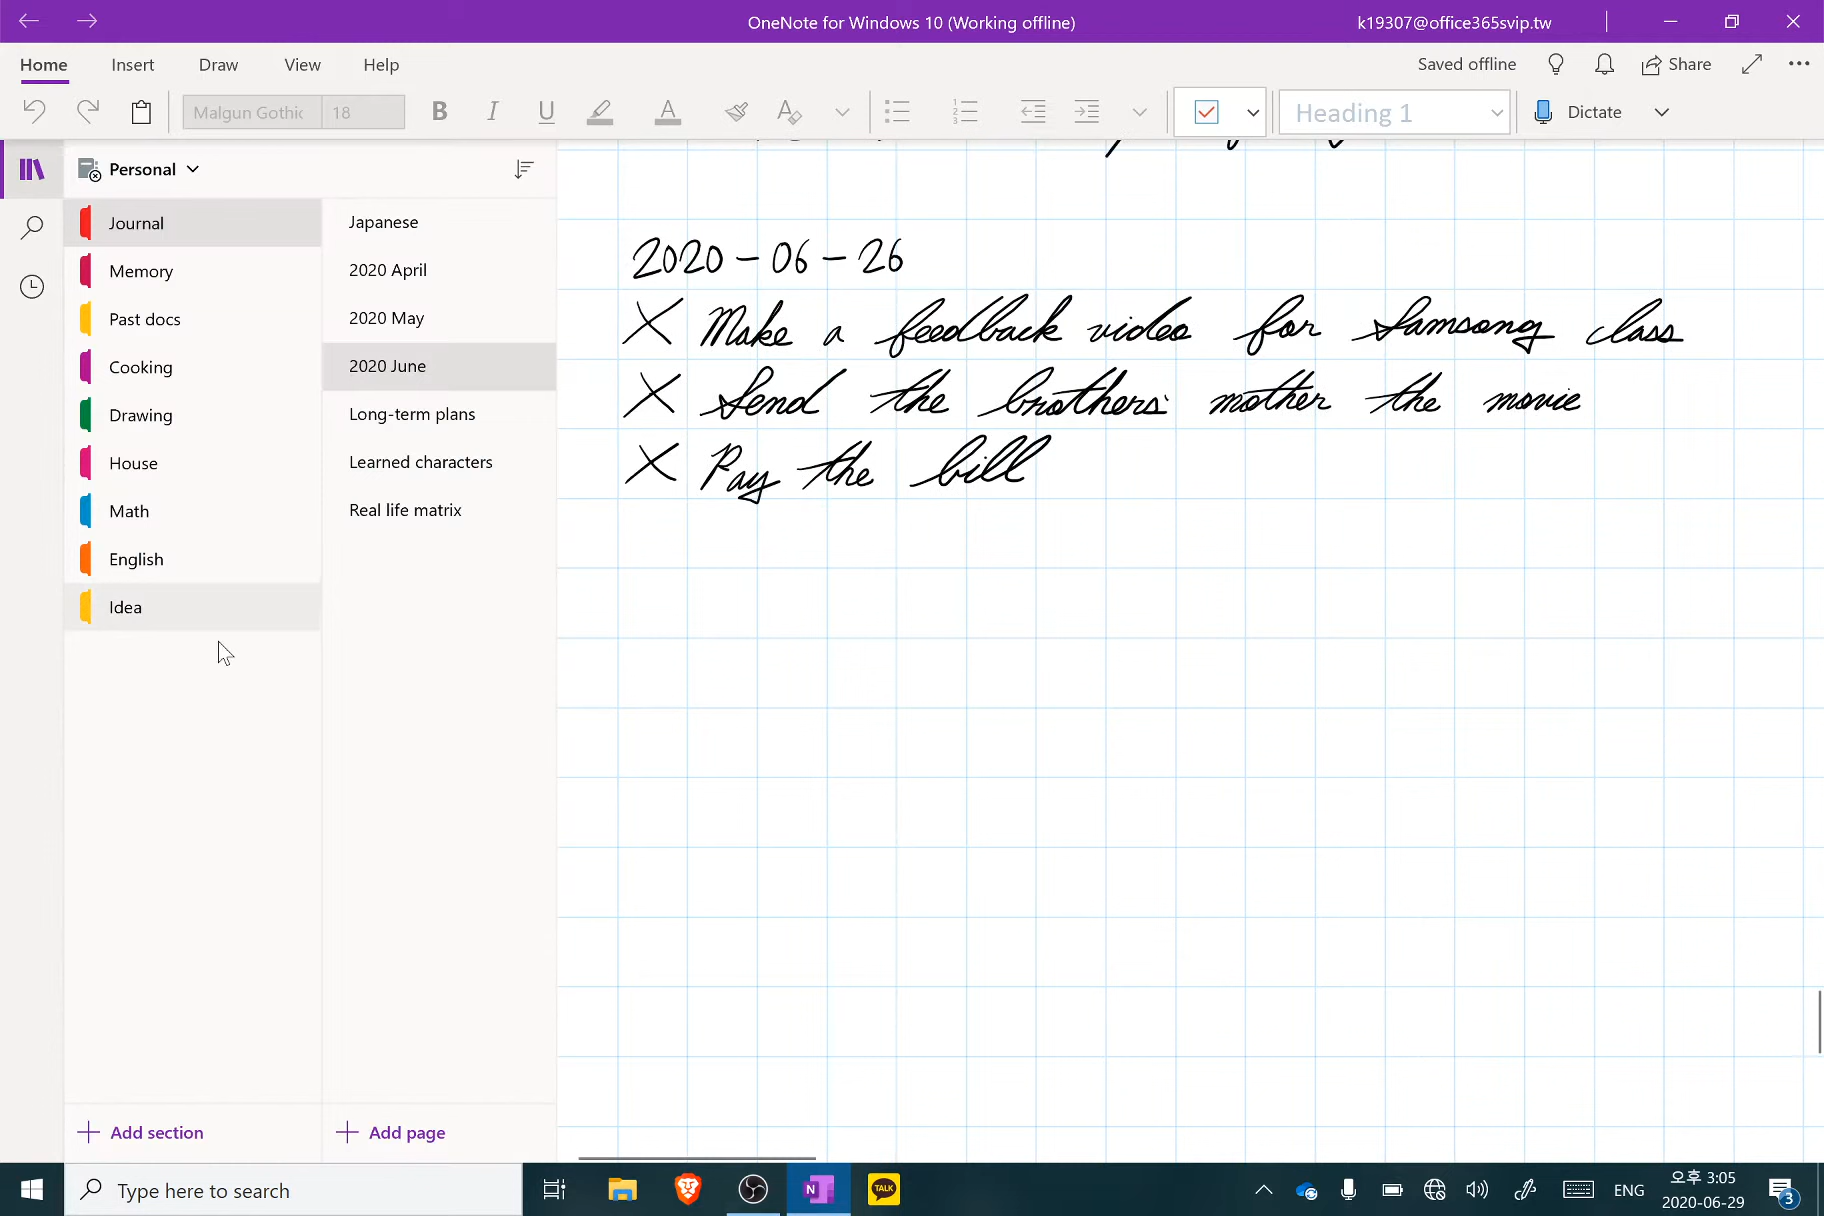 OneNote for Windows 10 (Working offline)
k19307@office365svip.tw
Home Insert Draw View Help
Saved offline
Share
Malgun Gothic 18
B I U A A
Heading 1
Dictate
Personal
Journal
Memory
Past docs
Cooking
Drawing
House
Math
English
Idea
Japanese
2020 April
2020 May
2020 June
Long-term plans
Learned characters
Real life matrix
2020-06-26
X Make a feedback video for Samsong class
X Send the brothers' mother the movie
X Pay the bill
+ Add section
+ Add page
Type here to search
N
TALK
ENG
오후 3:05
2020-06-29
3